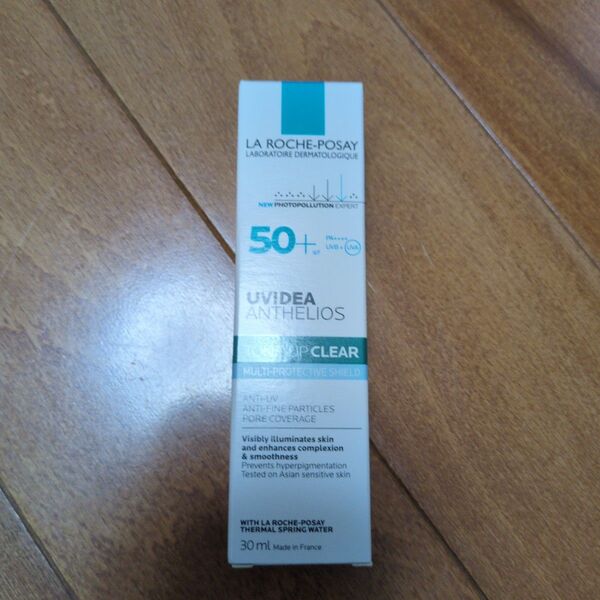 LA ROCHE-POSAY
LABORATOIRE DERMATOLOGIQUE
NEW PHOTOPOLLUTION EXPERT
50+
PA++++
UVB + UVA
UVIDEA
ANTHELIOS
UP CLEAR
MULTI-PROTECTIVE SHIELD
ANTI-UV
ANTI-FINE PARTICLES
PORE COVERAGE
Visibly illuminates skin
and enhances complexion
& smoothness
Prevents hyperpigmentation
Tested on Asian sensitive skin
WITH LA ROCHE-POSAY
THERMAL SPRING WATER
30 ml Made in France